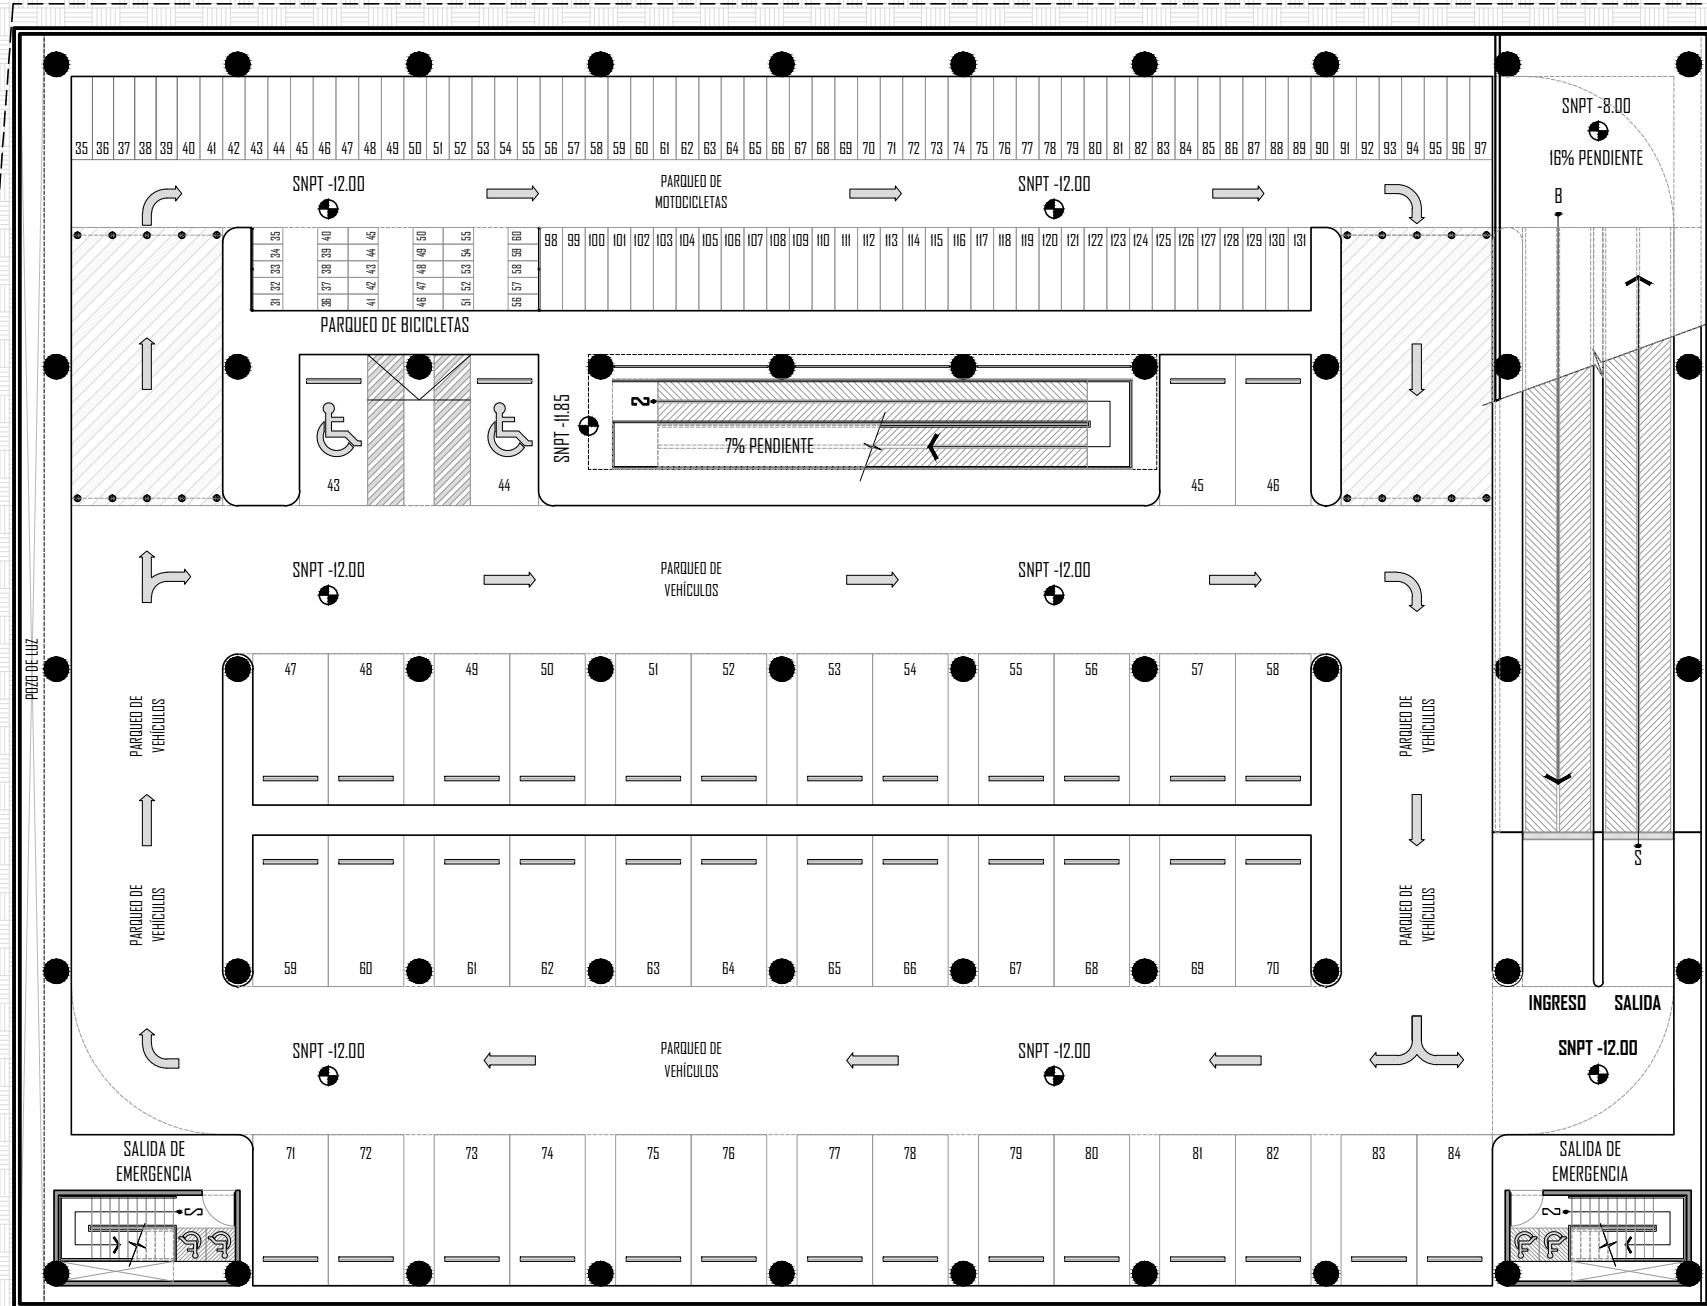 SNPT -8.00
16% PENDIENTE
B
35 36 37 38 39 40 41 42 43 44 45 46 47 48 49 50 51 52 53 54 55 56 57 58 59 60 61 62 63 64 65 66 67 68 69 70 71 72 73 74 75 76 77 78 79 80 81 82 83 84 85 86 87 88 89 90 91 92 93 94 95 96 97
SNPT -12.00
PARQUEO DE
MOTOCICLETAS
SNPT -12.00
35 40 45 50 55 60
34 39 44 49 54 59
33 38 43 48 53 58
32 37 42 47 52 57
31 36 41 46 51 56
98 99 100 101 102 103 104 105 106 107 108 109 110 111 112 113 114 115 116 117 118 119 120 121 122 123 124 125 126 127 128 129 130 131
PARQUEO DE BICICLETAS
SNPT -11.85
S
7% PENDIENTE
43 44 45 46
SNPT -12.00
PARQUEO DE
VEHÍCULOS
SNPT -12.00
POZO DE LUZ
47 48 49 50 51 52 53 54 55 56 57 58
PARQUEO DE
VEHÍCULOS
PARQUEO DE
VEHÍCULOS
S
PARQUEO DE
VEHÍCULOS
PARQUEO DE
VEHÍCULOS
59 60 61 62 63 64 65 66 67 68 69 70
INGRESO SALIDA
SNPT -12.00
PARQUEO DE
VEHÍCULOS
SNPT -12.00
SNPT -12.00
SALIDA DE
EMERGENCIA
71 72 73 74 75 76 77 78 79 80 81 82 83 84
SALIDA DE
EMERGENCIA
S
S